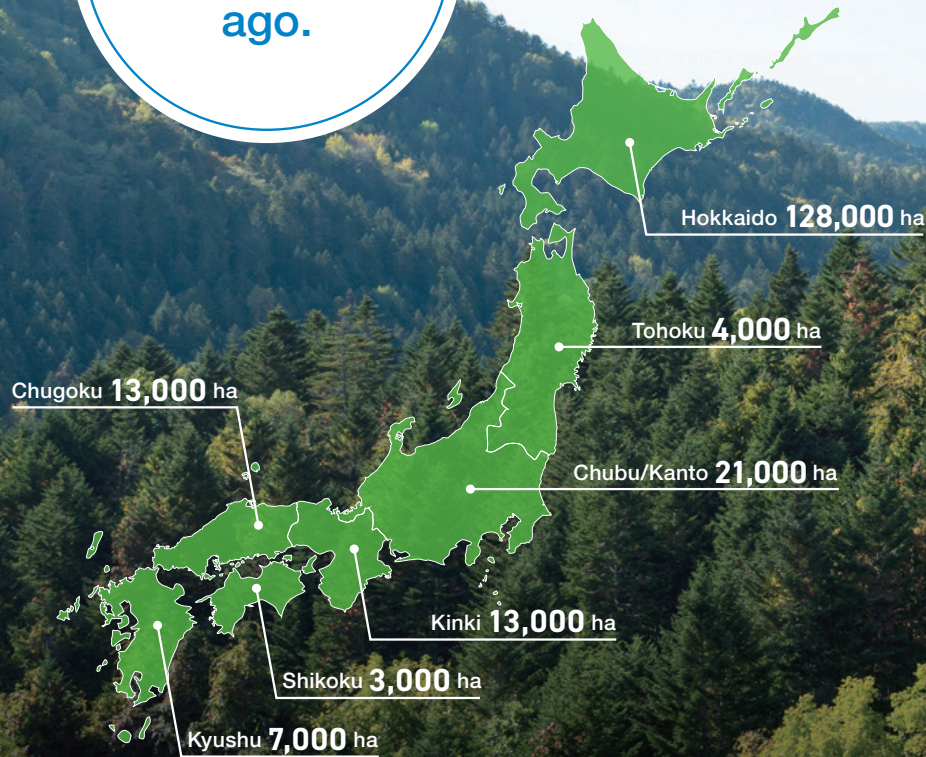 ago.
Hokkaido 128,000 ha
Tohoku 4,000 ha
Chugoku 13,000 ha
Chubu/Kanto 21,000 ha
Kinki 13,000 ha
Shikoku 3,000 ha
Kyushu 7,000 ha